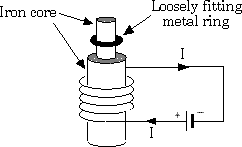 Iron core
Loosely fitting
metal ring
I
+ −
I